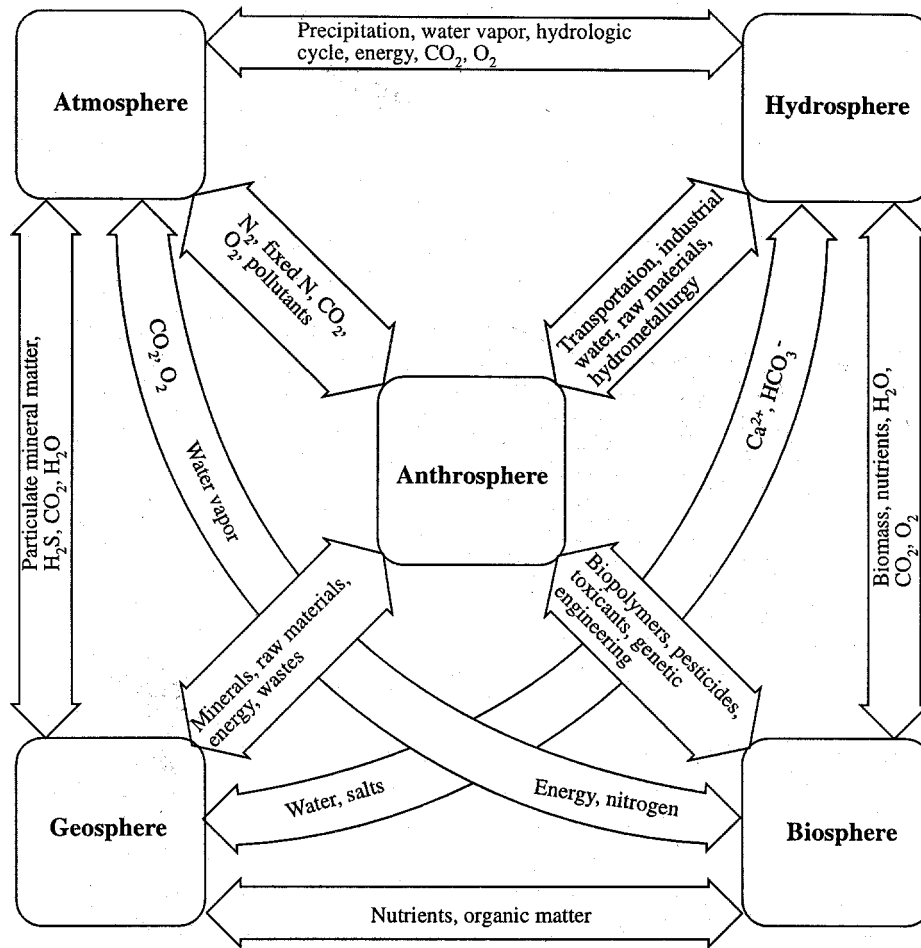 Precipitation, water vapor, hydrologic
cycle, energy, CO₂, O₂
Atmosphere
Hydrosphere
N₂, fixed N, CO₂,
O₂, pollutants
Transportation, industrial
water, raw materials,
hydrometallurgy
CO₂, O₂
Water vapor
Ca²⁺, HCO₃⁻
Particulate mineral matter,
H₂S, CO₂, H₂O
Biomass, nutrients, H₂O,
CO₂, O₂
Anthrosphere
Minerals, raw materials,
energy, wastes
Biopolymers, pesticides,
toxicants, genetic
engineering
Water, salts
Energy, nitrogen
Geosphere
Biosphere
Nutrients, organic matter